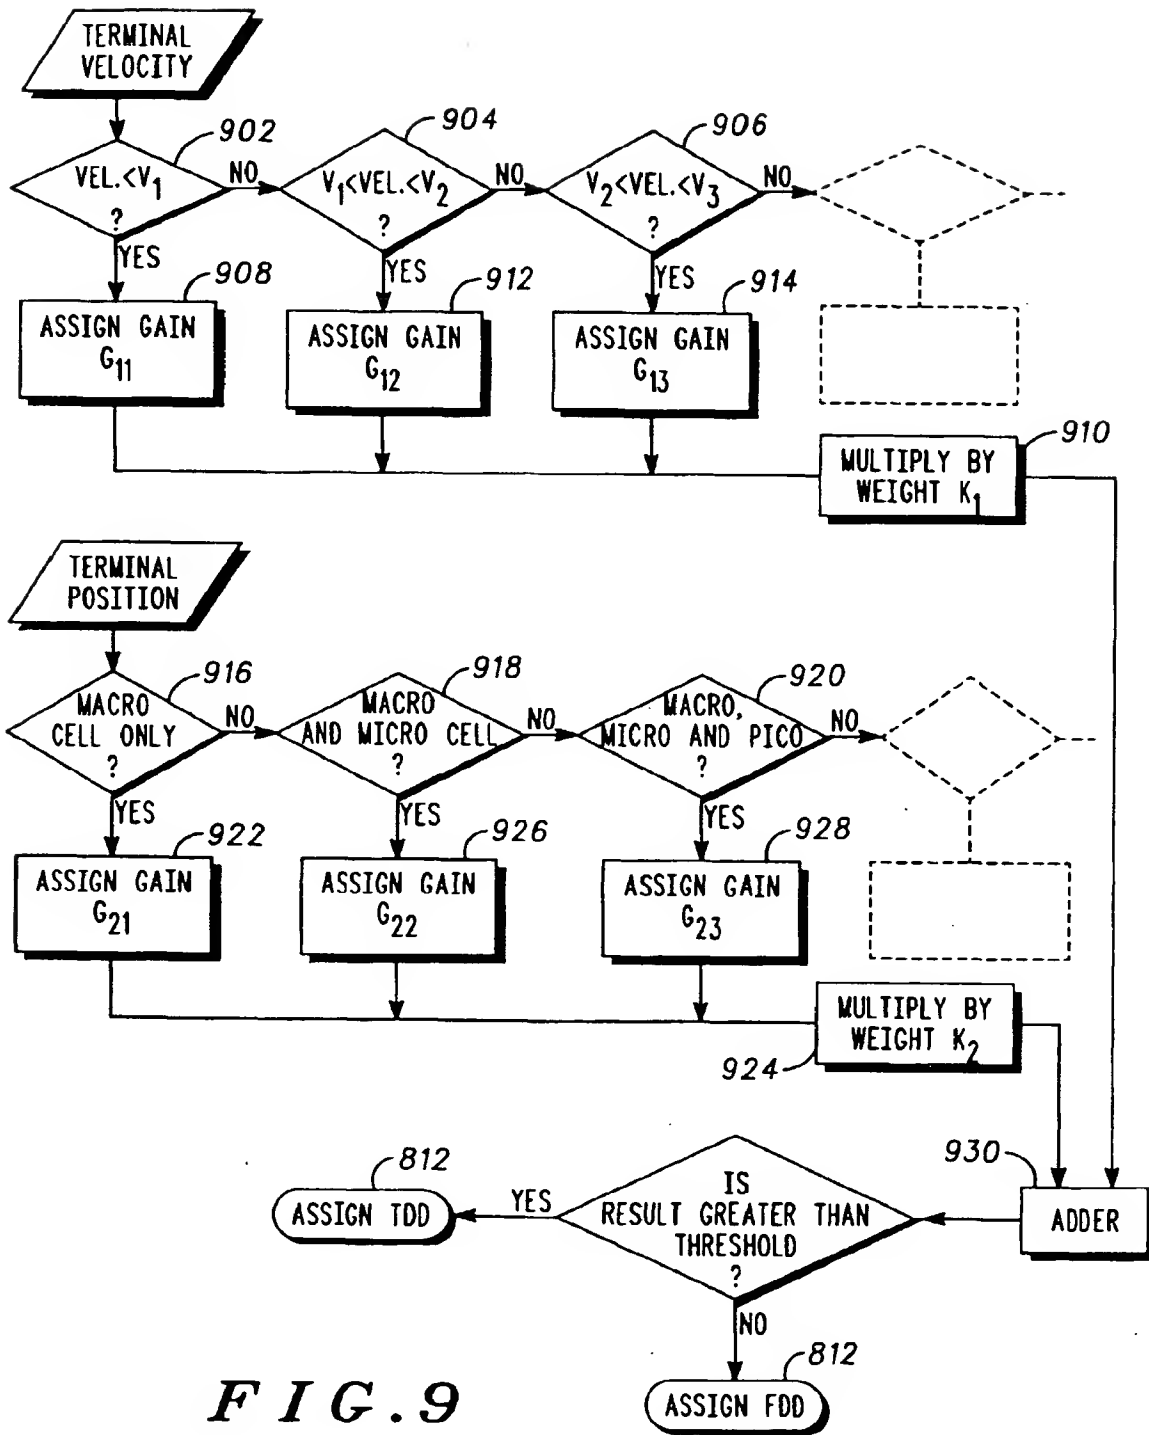 TERMINAL
VELOCITY
902
904
906
VEL.<V1
?
NO
V1<VEL.<V2
?
NO
V2<VEL.<V3
?
NO
YES
YES
YES
908
912
914
ASSIGN GAIN
G11
ASSIGN GAIN
G12
ASSIGN GAIN
G13
910
MULTIPLY BY
WEIGHT K1
TERMINAL
POSITION
916
918
920
MACRO
CELL ONLY
?
NO
MACRO
AND MICRO CELL
?
NO
MACRO,
MICRO AND PICO
?
NO
YES
YES
YES
922
926
928
ASSIGN GAIN
G21
ASSIGN GAIN
G22
ASSIGN GAIN
G23
MULTIPLY BY
WEIGHT K2
924
812
930
ASSIGN TDD
YES
IS
RESULT GREATER THAN
THRESHOLD
?
ADDER
NO
812
ASSIGN FDD
FIG.9